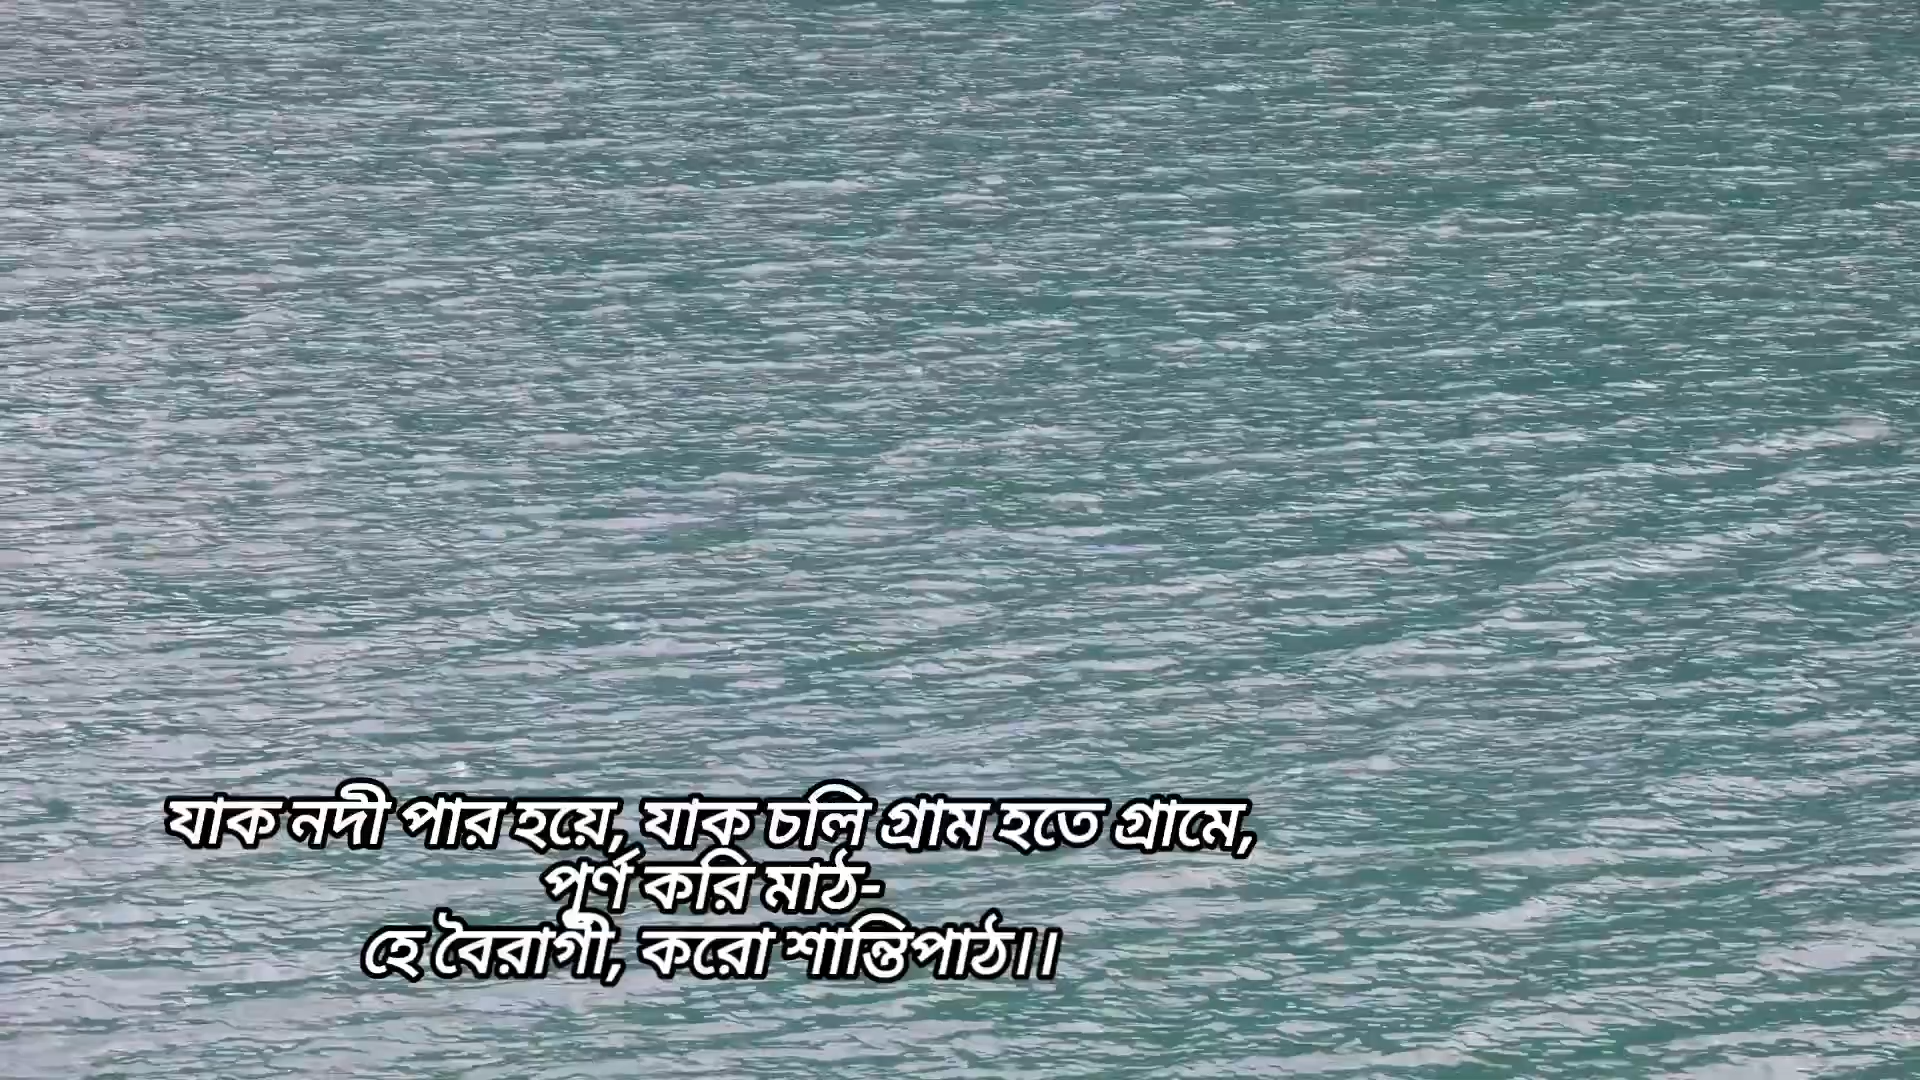 যাক নদী পার হয়ে, যাক চলি গ্রাম হতে গ্রামে,
পূর্ণ করি মাঠ-
হে বৈরাগী, করো শান্তিপাঠ।।